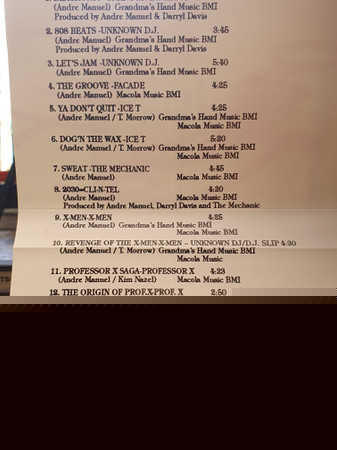 (Andre Manuel) Grandma's Hand Music BMI
Produced by Andre Manuel & Darryl Davis
2. 808 BEATS -UNKNOWN D.J. 3:45
(Andre Manuel) Grandma's Hand Music BMI
Produced by Andre Manuel & Darryl Davis
3. LET'S JAM -UNKNOWN D.J. 5:40
(Andre Manuel) Grandma's Hand Music BMI
4. THE GROOVE -FACADE 4:25
(Andre Manuel) Macola Music BMI
5. YA DON'T QUIT -ICE T 4:25
(Andre Manuel / T. Morrow) Grandma's Hand Music BMI
Macola Music BMI
6. DOG'N THE WAX -ICE T 5:20
(Andre Manuel / T. Morrow) Grandma's Hand Music BMI
Macola Music BMI
7. SWEAT -THE MECHANIC 4:45
(Andre Manuel) Macola Music BMI
8. 2030=CLI-N-TEL 4:20
Produced by Andre Manuel, Darryl Davis and The Mechanic
9. X-MEN-X-MEN 4:25
(Andre Manuel) Grandma's Hand Music BMI
Macola Music BMI
10. REVENGE OF THE X-MEN-X-MEN – UNKNOWN DJ/D.J. SLIP 4:20
(Andre Manuel / T. Morrow) Grandma's Hand Music BMI
Macola Music
11. PROFESSOR X SAGA-PROFESSOR X 4:23
(Andre Manuel / Kim Nazel) Macola Music BMI
12. THE ORIGIN OF PROF.X-PROF. X 2:50